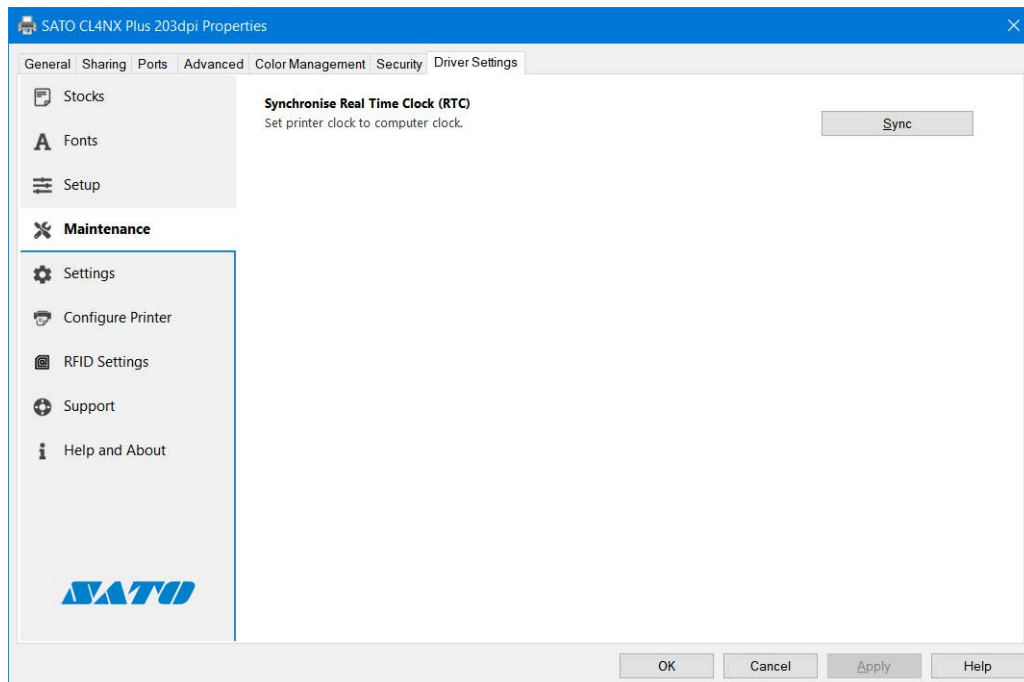 SATO CL4NX Plus 203dpi Properties
General Sharing Ports Advanced Color Management Security Driver Settings
Stocks
Fonts
Setup
Maintenance
Settings
Configure Printer
RFID Settings
Support
Help and About
SATO
Synchronise Real Time Clock (RTC)
Set printer clock to computer clock.
Sync
OK Cancel Apply Help